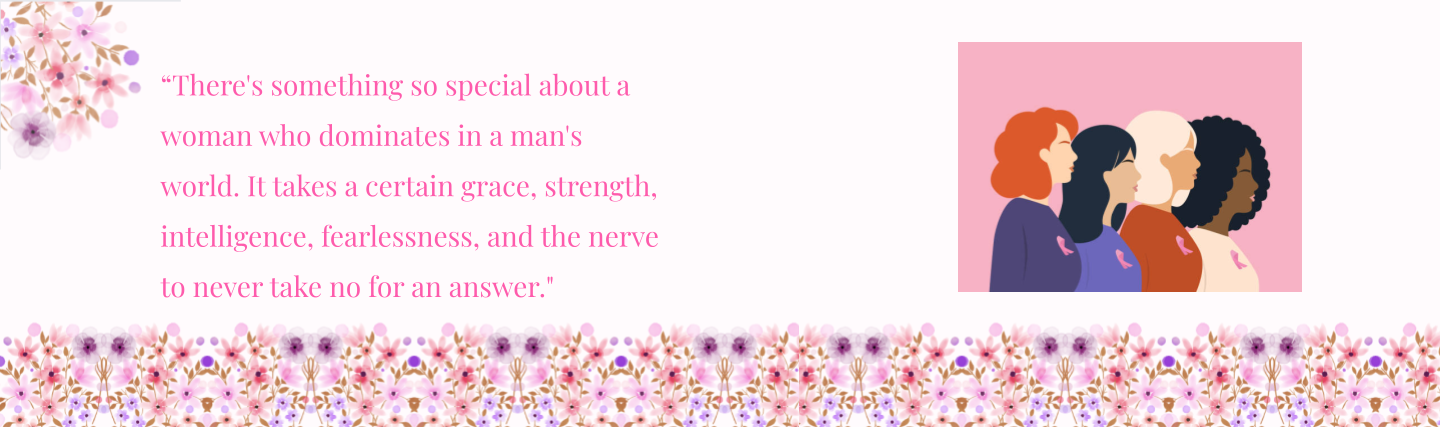 “There's something so special about a
woman who dominates in a man's
world. It takes a certain grace, strength,
intelligence, fearlessness, and the nerve
to never take no for an answer."